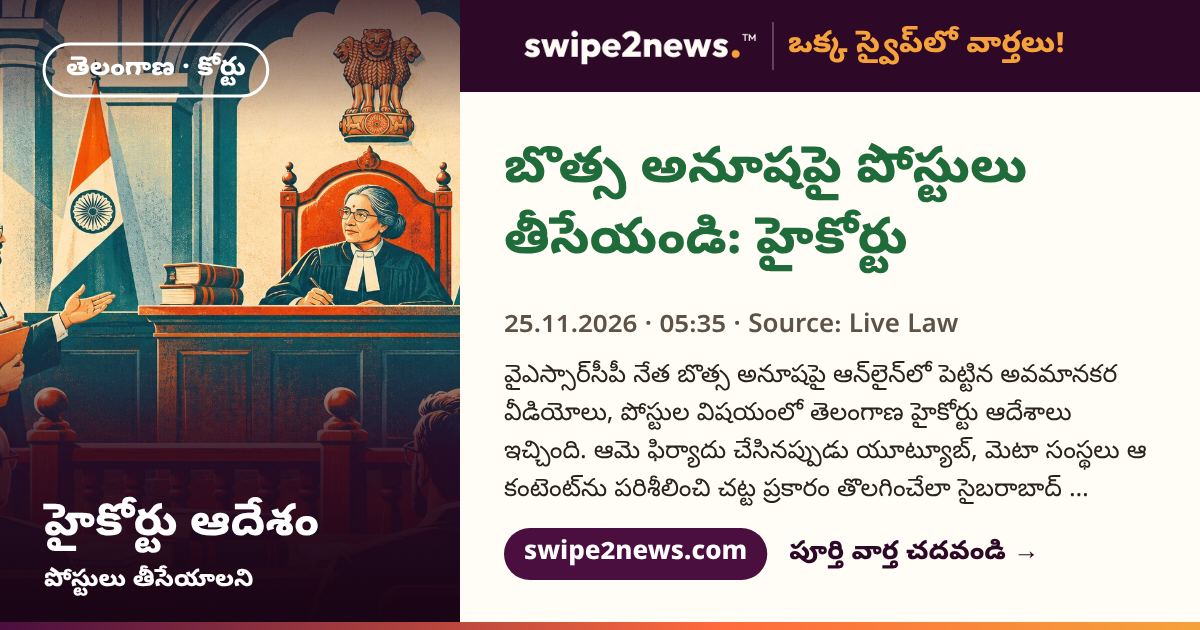 తెలంగాణ · కోర్టు
హైకోర్టు ఆదేశం
పోస్టులు తీసేయాలని
swipe2news.™ ఒక్క స్వైప్‌లో వార్తలు!
బొత్స అనూషపై పోస్టులు
తీసేయండి: హైకోర్టు
25.11.2026 · 05:35 · Source: Live Law
వైఎస్సార్‌సీపీ నేత బొత్స అనూషపై ఆన్‌లైన్‌లో పెట్టిన అవమానకర
వీడియోలు, పోస్టుల విషయంలో తెలంగాణ హైకోర్టు ఆదేశాలు
ఇచ్చింది. ఆమె ఫిర్యాదు చేసినప్పుడు యూట్యూబ్, మెటా సంస్థలు ఆ
కంటెంట్‌ను పరిశీలించి చట్ట ప్రకారం తొలగించేలా సైబరాబాద్ ...
swipe2news.com పూర్తి వార్త చదవండి →